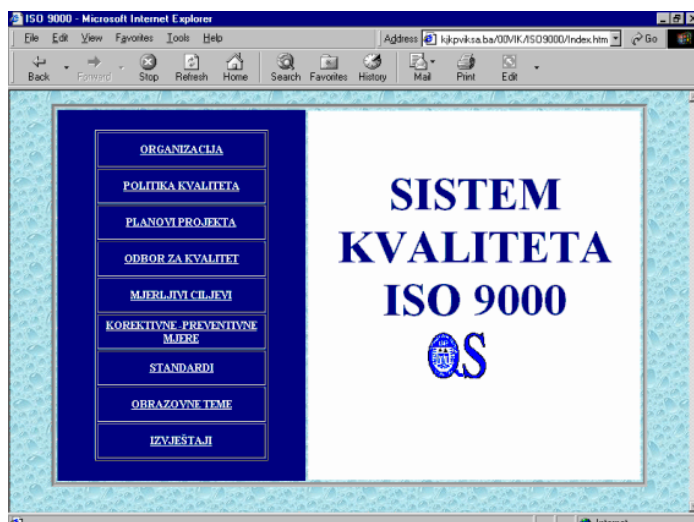 ISO 9000 - Microsoft Internet Explorer
File Edit View Favorites Tools Help
Address kjkpviksa.ba/00VIK/ISO9000/Index.htm Go
Back Forward Stop Refresh Home Search Favorites History Mail Print Edit
ORGANIZACIJA
POLITIKA KVALITETA
PLANOVI PROJEKTA
ODBOR ZA KVALITET
MJERLJIVI CILJEVI
KOREKTIVNE-PREVENTIVNE
MJERE
STANDARDI
OBRAZOVNE TEME
IZVJEŠTAJI
SISTEM
KVALITETA
ISO 9000
QS
Internet